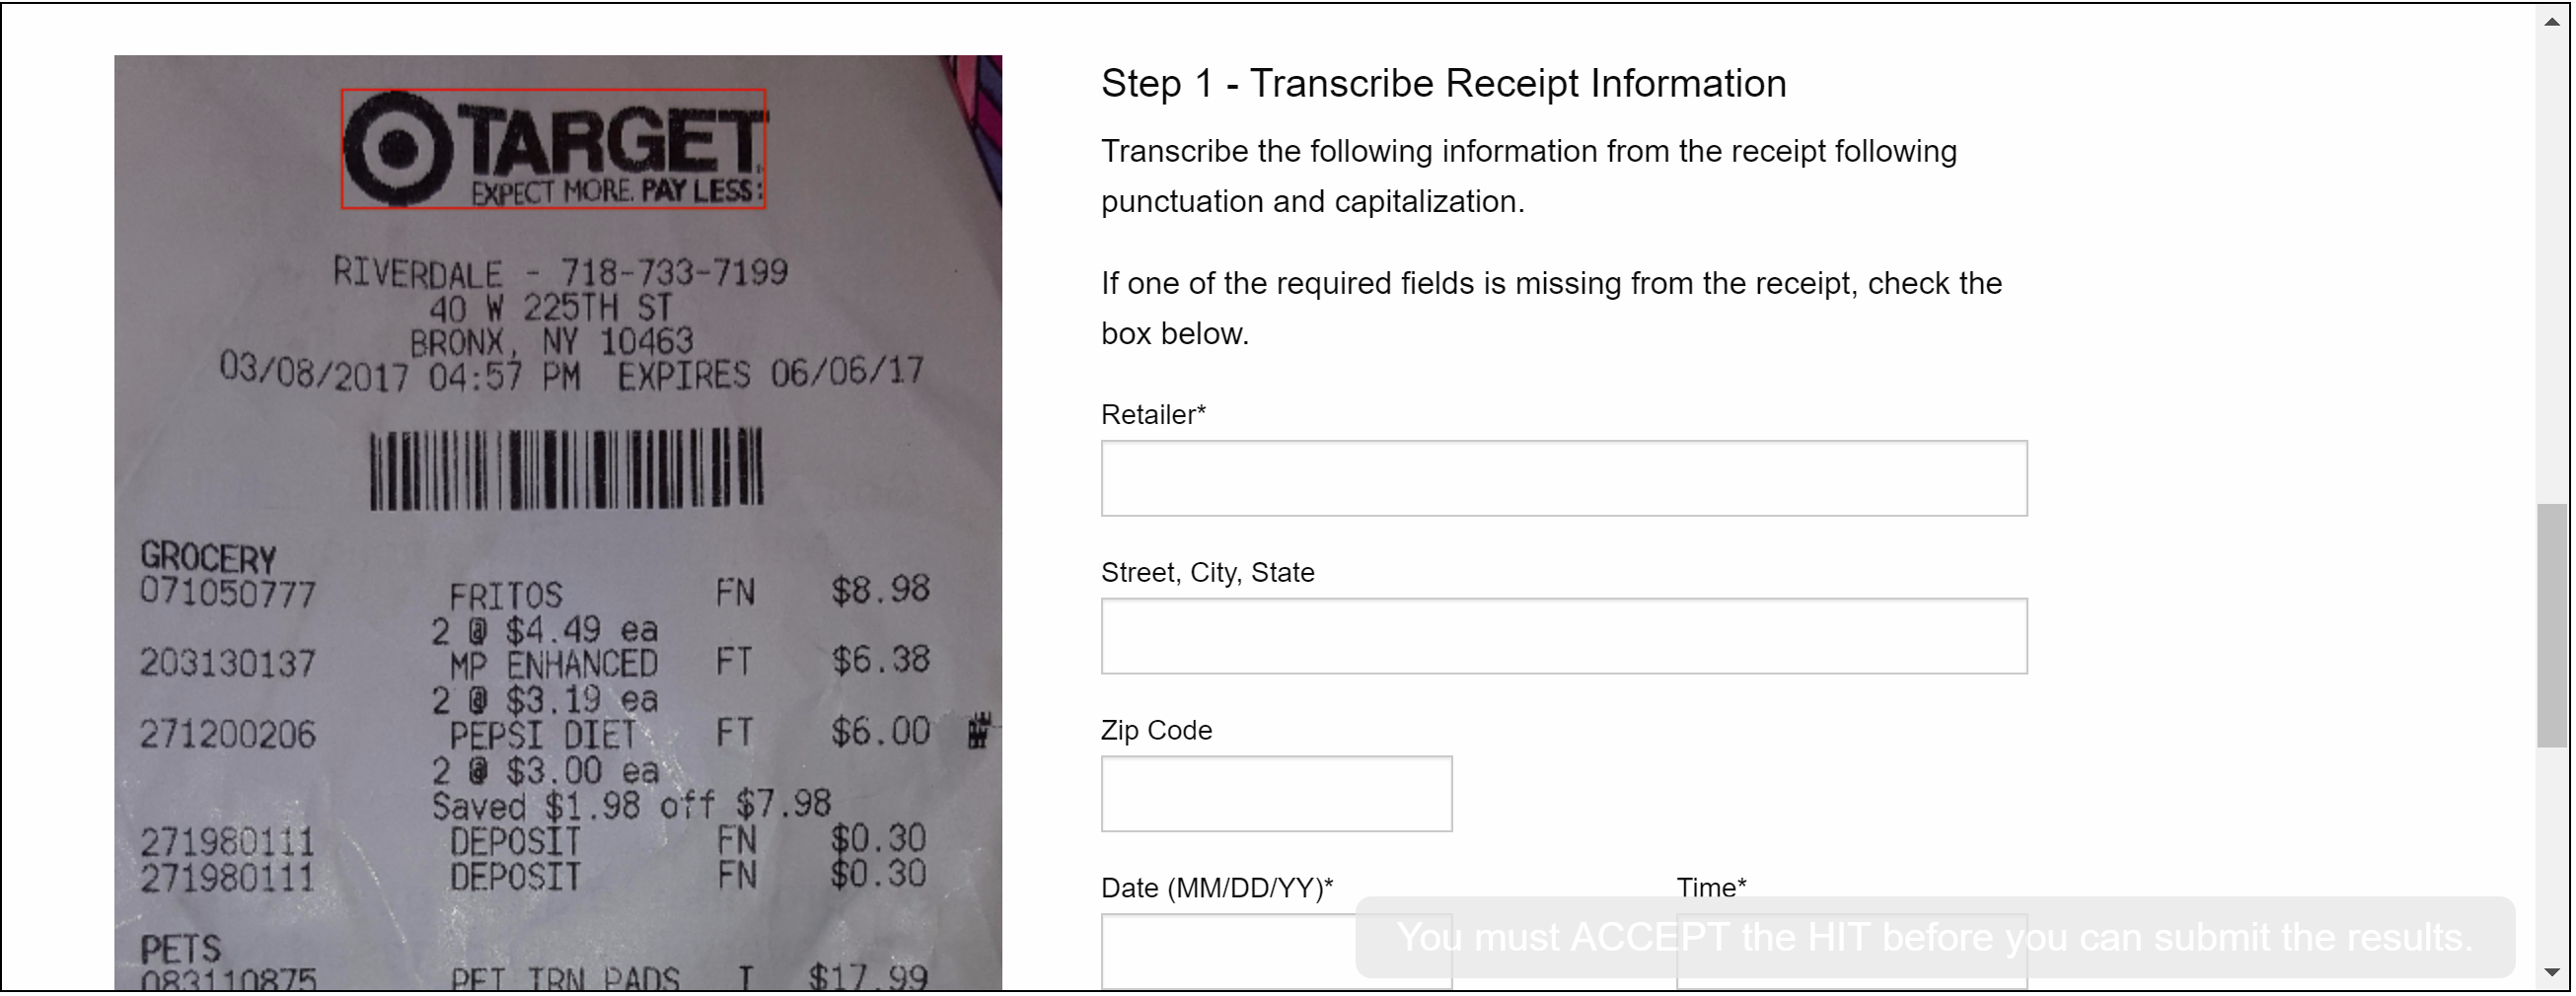 TARGET
EXPECT MORE. PAY LESS.
RIVERDALE - 718-733-7199
40 W 225TH ST
BRONX, NY 10463
03/08/2017 04:57 PM EXPIRES 06/06/17
GROCERY
071050777 FRITOS FN $8.98
2 @ $4.49 ea
203130137 MP ENHANCED FT $6.38
2 @ $3.19 ea
271200206 PEPSI DIET FT $6.00
2 @ $3.00 ea
Saved $1.98 off $7.98
271980111 DEPOSIT FN $0.30
271980111 DEPOSIT FN $0.30
PETS
083110875 PET TRN PADS T $17.99
Step 1 - Transcribe Receipt Information
Transcribe the following information from the receipt following
punctuation and capitalization.
If one of the required fields is missing from the receipt, check the
box below.
Retailer*
Street, City, State
Zip Code
Date (MM/DD/YY)* Time*
You must ACCEPT the HIT before you can submit the results.